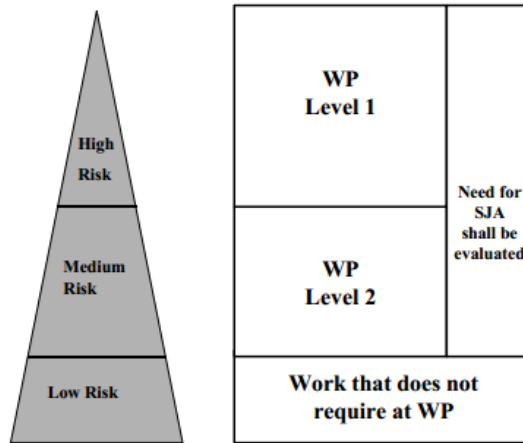 High
Risk
Medium
Risk
Low Risk
WP
Level 1
WP
Level 2
Need for
SJA
shall be
evaluated
Work that does not
require at WP